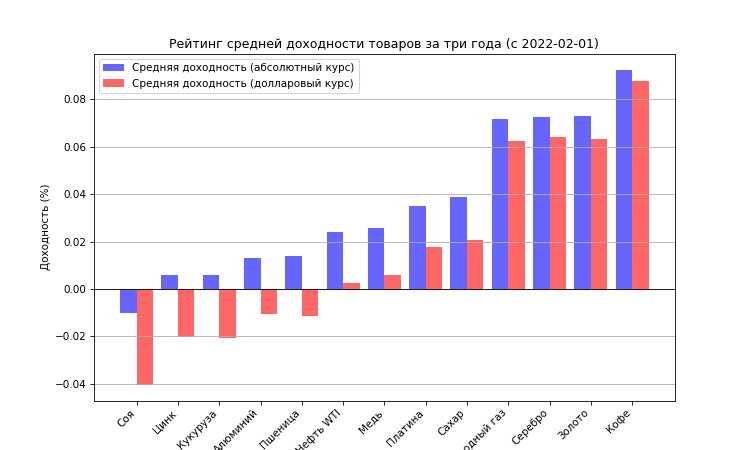 Рейтинг средней доходности товаров за три года (с 2022-02-01)
Средняя доходность (абсолютный курс)
Средняя доходность (долларовый курс)
Доходность (%)
0.08
0.06
0.04
0.02
0.00
−0.02
−0.04
Соя
Цинк
Кукуруза
Алюминий
Пшеница
Нефть WTI
Медь
Платина
Сахар
газ
Серебро
Золото
Кофе